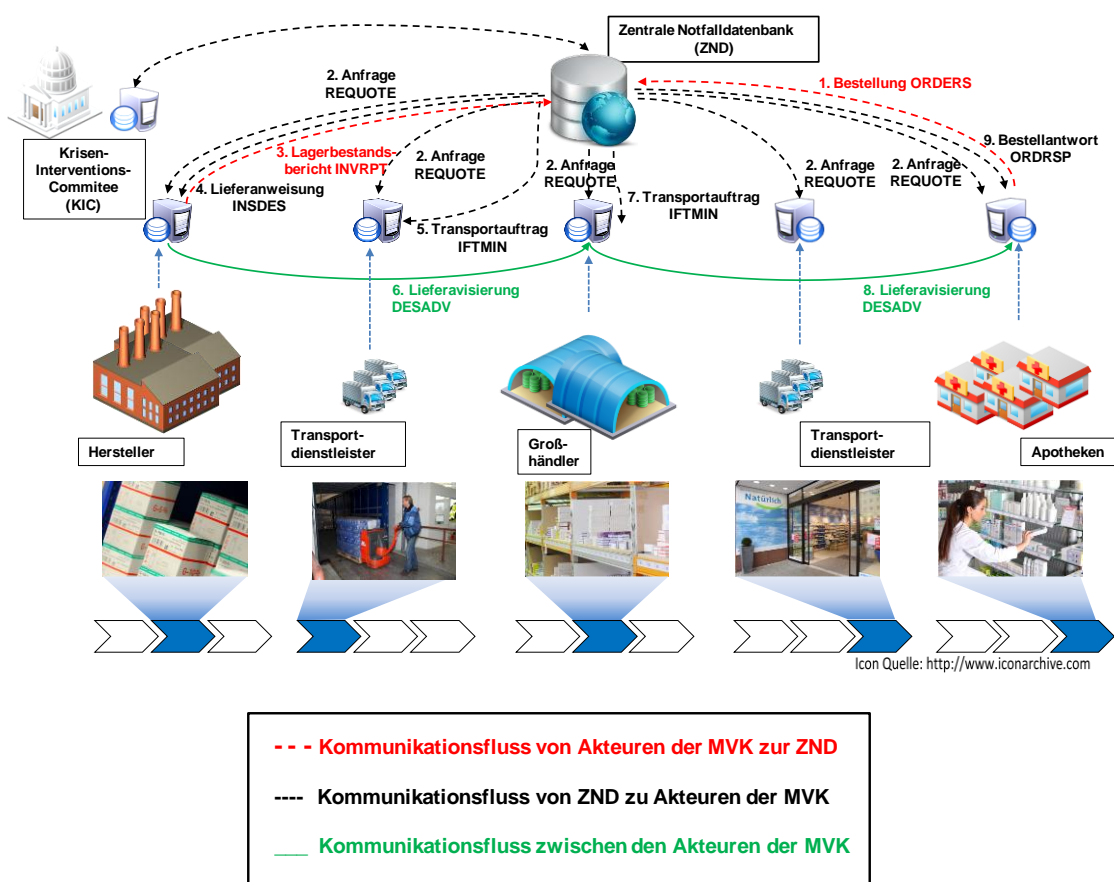 Zentrale Notfalldatenbank
(ZND)
2. Anfrage
REQUOTE
1. Bestellung ORDERS
Krisen-
Interventions-
Commitee
(KIC)
3. Lagerbestands-
bericht INVRPT
2. Anfrage
REQUOTE
2. Anfrage
REQUOTE
2. Anfrage
REQUOTE
2. Anfrage
REQUOTE
9. Bestellantwort
ORDRSP
4. Lieferanweisung
INSDES
5. Transportauftrag
IFTMIN
7. Transportauftrag
IFTMIN
6. Lieferavisierung
DESADV
8. Lieferavisierung
DESADV
Hersteller
Transport-
dienstleister
Groß-
händler
Transport-
dienstleister
Apotheken
Natürlich
Icon Quelle: http://www.iconarchive.com
--- Kommunikationsfluss von Akteuren der MVK zur ZND
---- Kommunikationsfluss von ZND zu Akteuren der MVK
___ Kommunikationsfluss zwischen den Akteuren der MVK